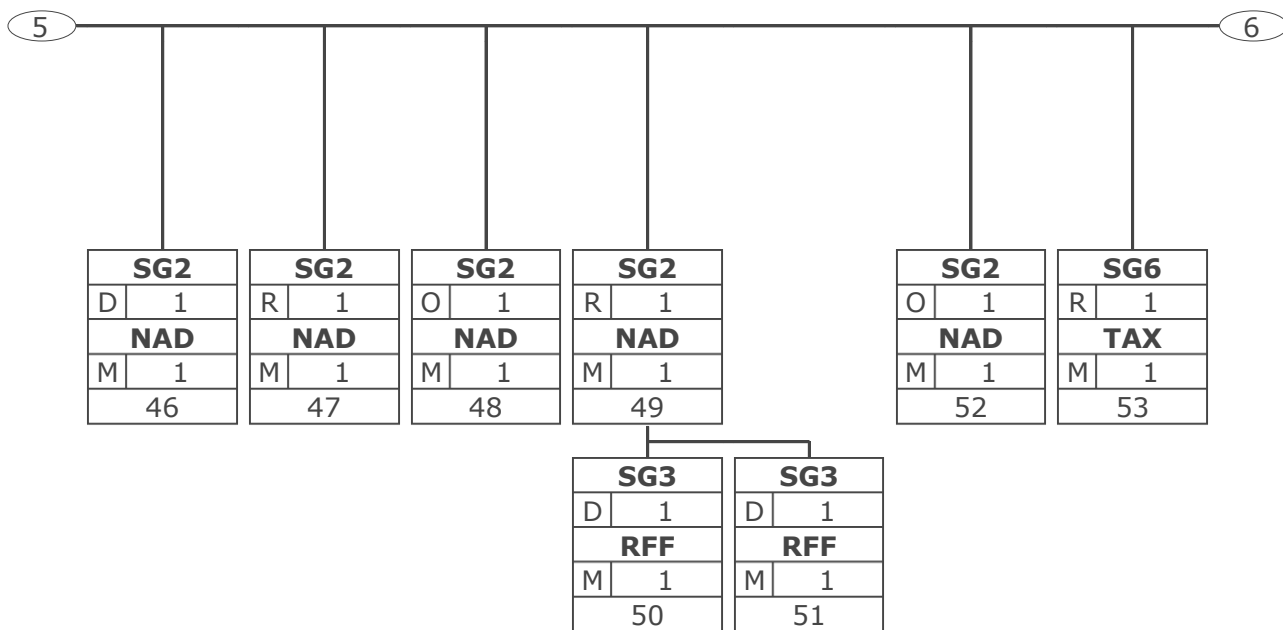 5 6
SG2 SG2 SG2 SG2 SG2 SG6
D 1 R 1 O 1 R 1 O 1 R 1
NAD NAD NAD NAD NAD TAX
M 1 M 1 M 1 M 1 M 1 M 1
46 47 48 49 52 53
SG3 SG3
D 1 D 1
RFF RFF
M 1 M 1
50 51